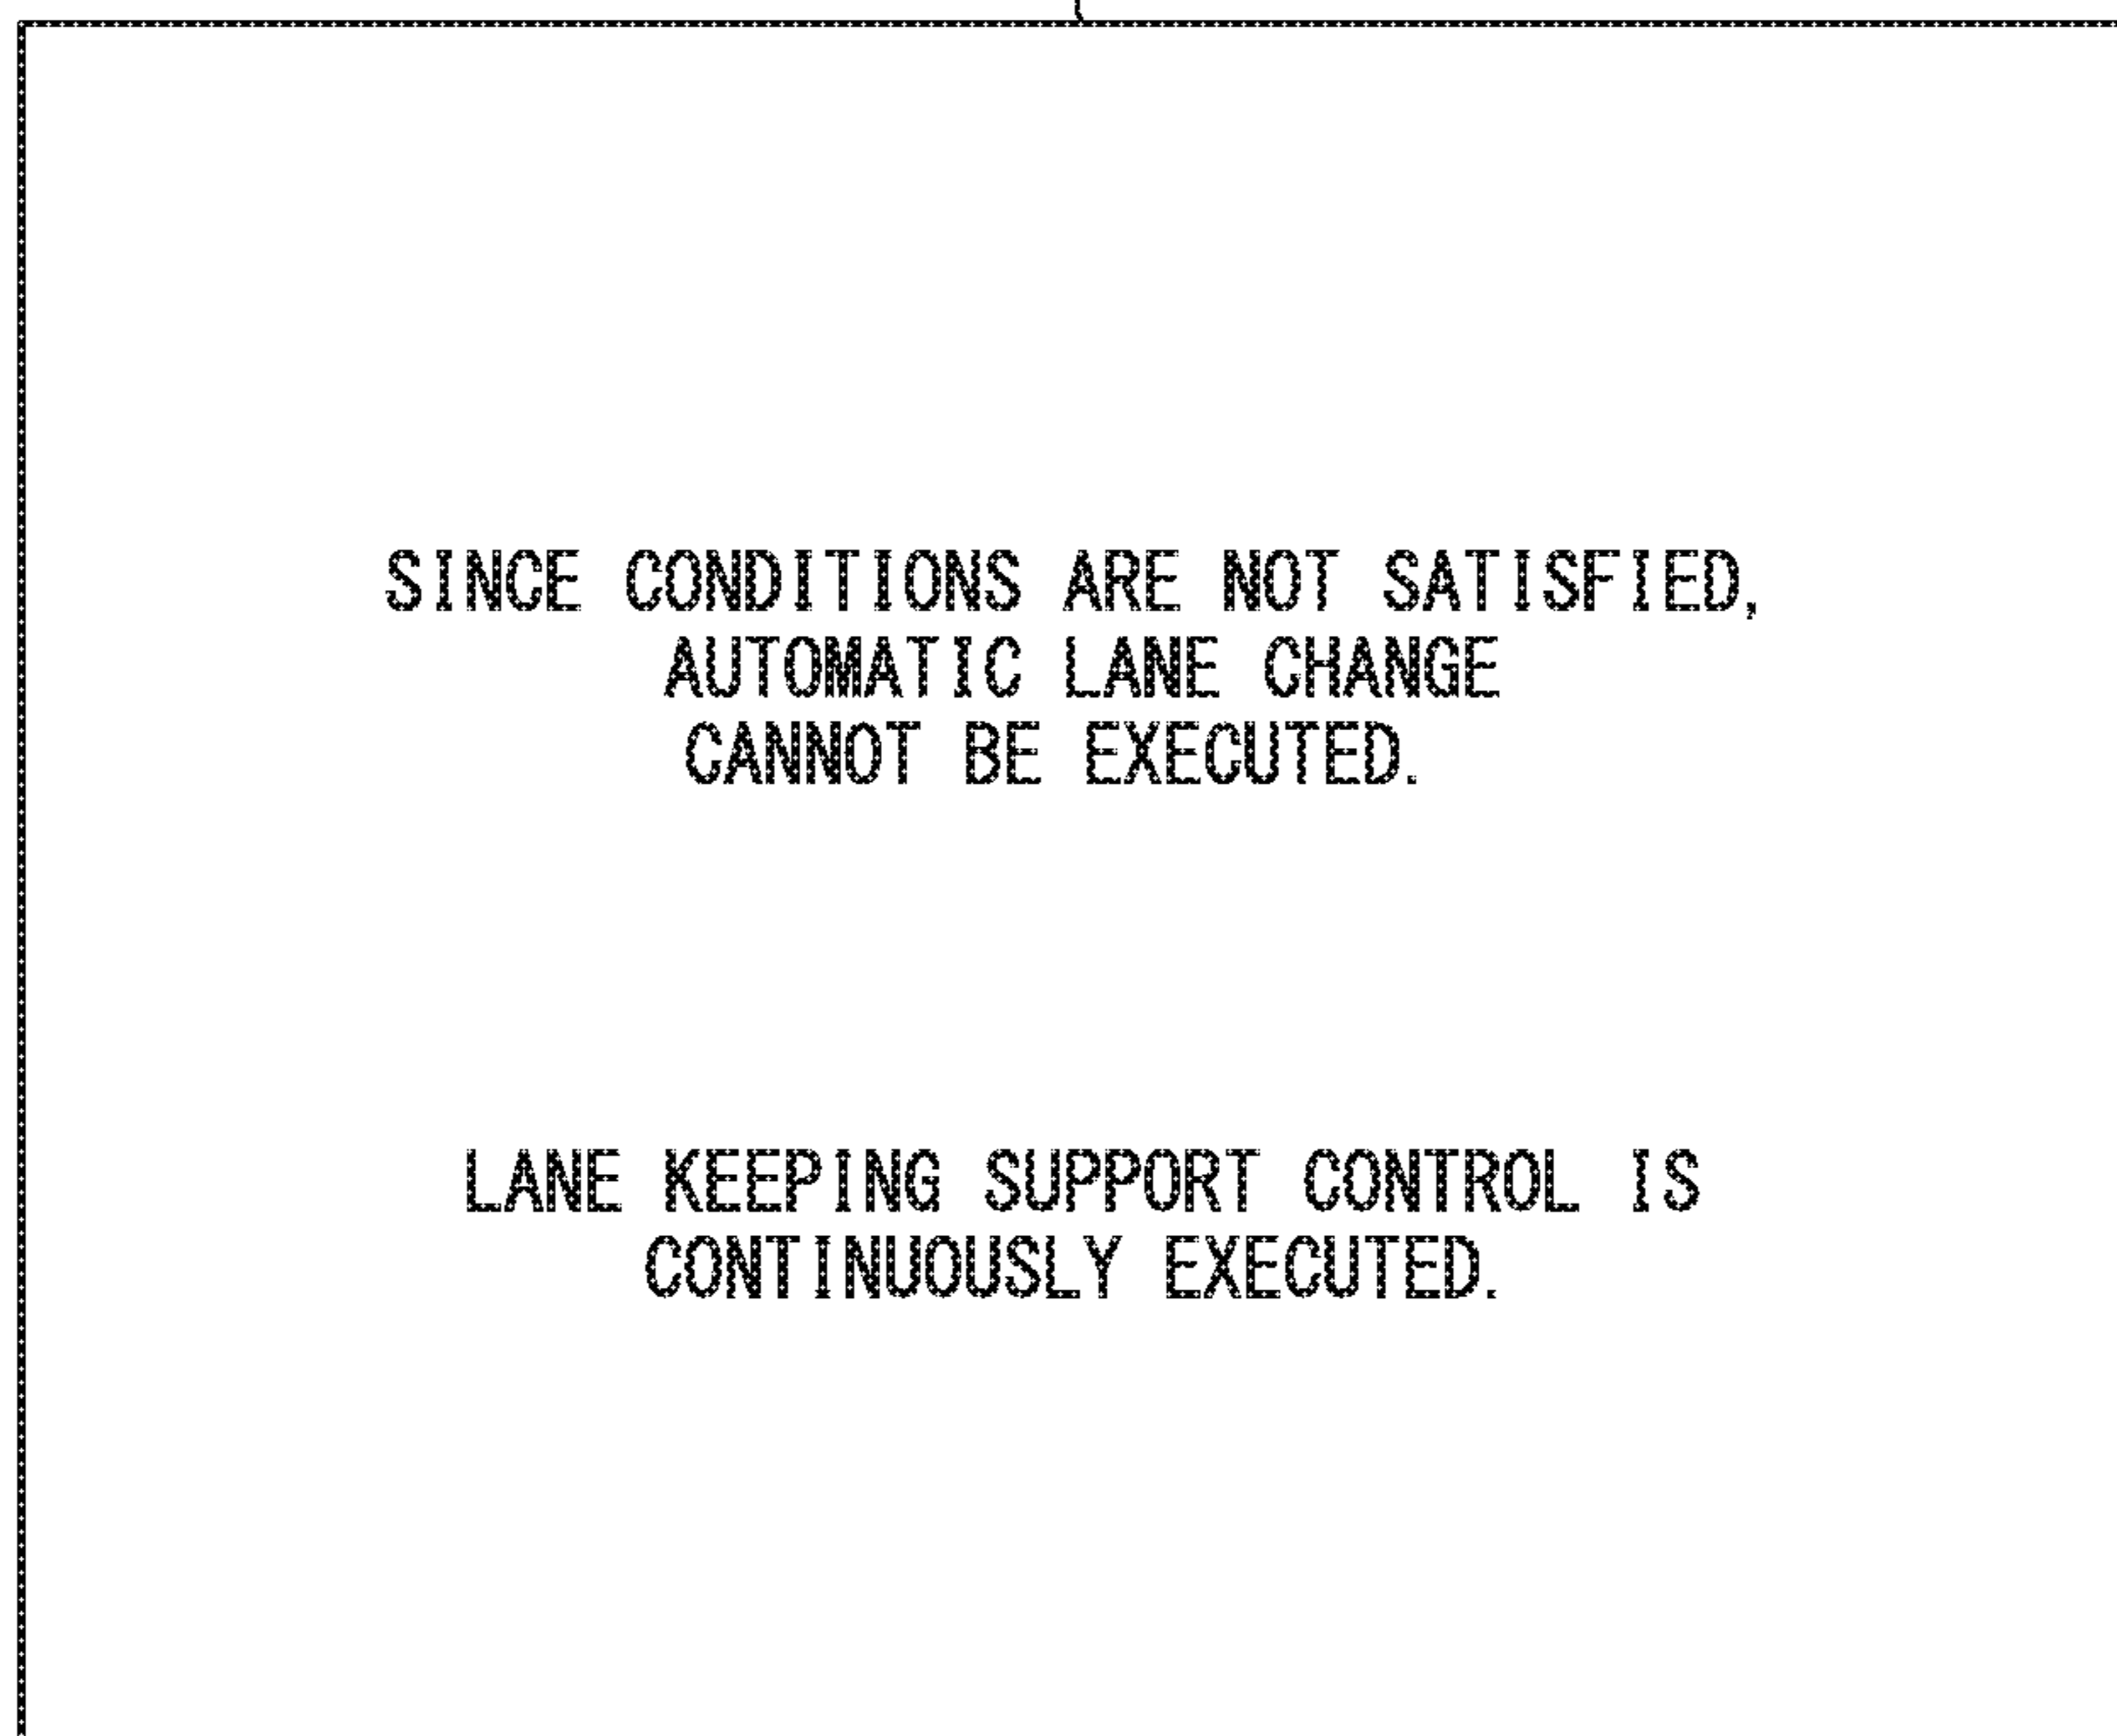 SINCE CONDITIONS ARE NOT SATISFIED,
AUTOMATIC LANE CHANGE
CANNOT BE EXECUTED.
LANE KEEPING SUPPORT CONTROL IS
CONTINUOUSLY EXECUTED.